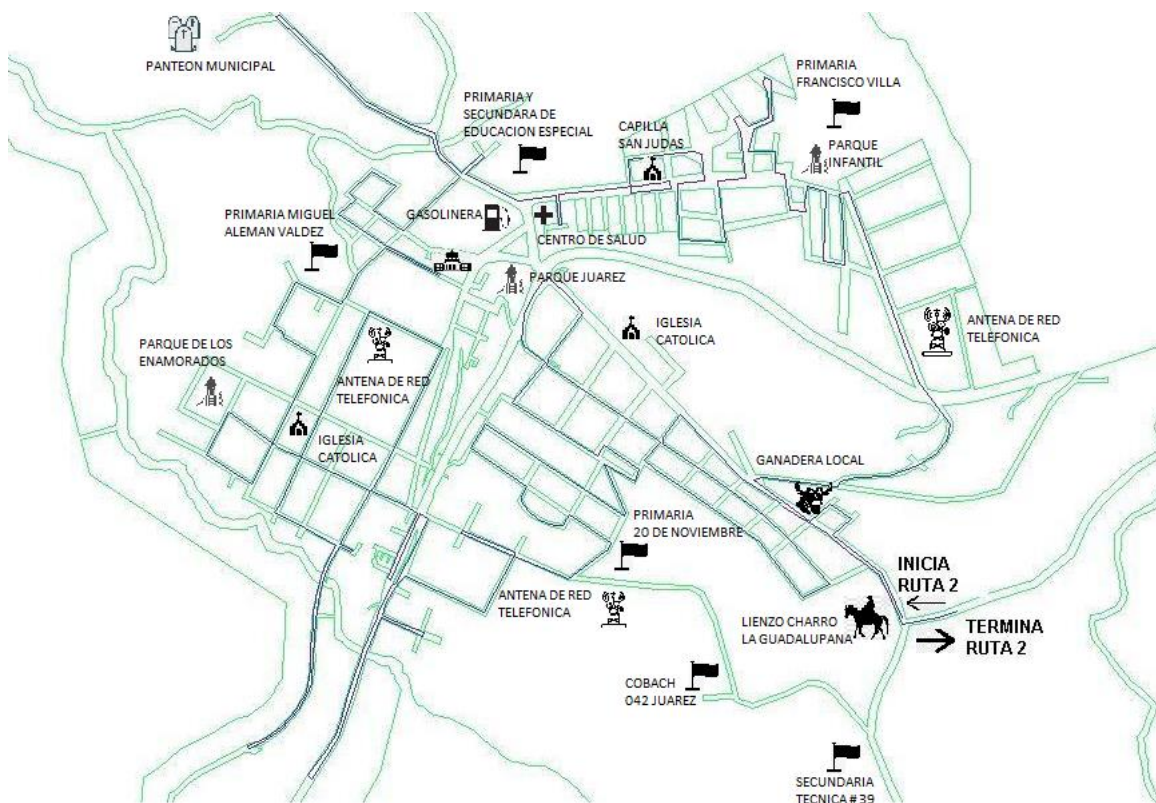 PANTEON MUNICIPAL
PRIMARIA Y
SECUNDARA DE
EDUCACION ESPECIAL
CAPILLA
SAN JUDAS
PRIMARIA
FRANCISCO VILLA
PARQUE
INFANTIL
PRIMARIA MIGUEL
ALEMAN VALDEZ
GASOLINERA
CENTRO DE SALUD
PARQUE JUAREZ
IGLESIA
CATOLICA
ANTENA DE RED
TELEFONICA
PARQUE DE LOS
ENAMORADOS
ANTENA DE RED
TELEFONICA
IGLESIA
CATOLICA
GANADERA LOCAL
PRIMARIA
20 DE NOVIEMBRE
ANTENA DE RED
TELEFONICA
INICIA
RUTA 2
LIENZO CHARRO
LA GUADALUPANA
TERMINA
RUTA 2
COBACH
042 JUAREZ
SECUNDARIA
TECNICA # 39